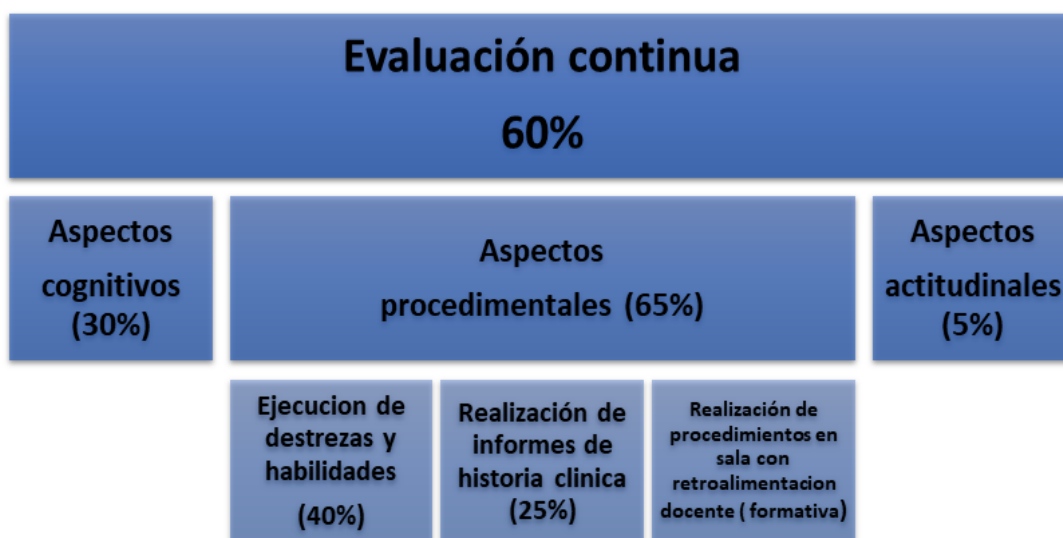 Evaluación continua
60%
Aspectos
cognitivos
(30%)
Aspectos
procedimentales (65%)
Aspectos
actitudinales
(5%)
Ejecucion de
destrezas y
habilidades
(40%)
Realización de
informes de
historia clinica
(25%)
Realización de
procedimientos en
sala con
retroalimentacion
docente ( formativa)